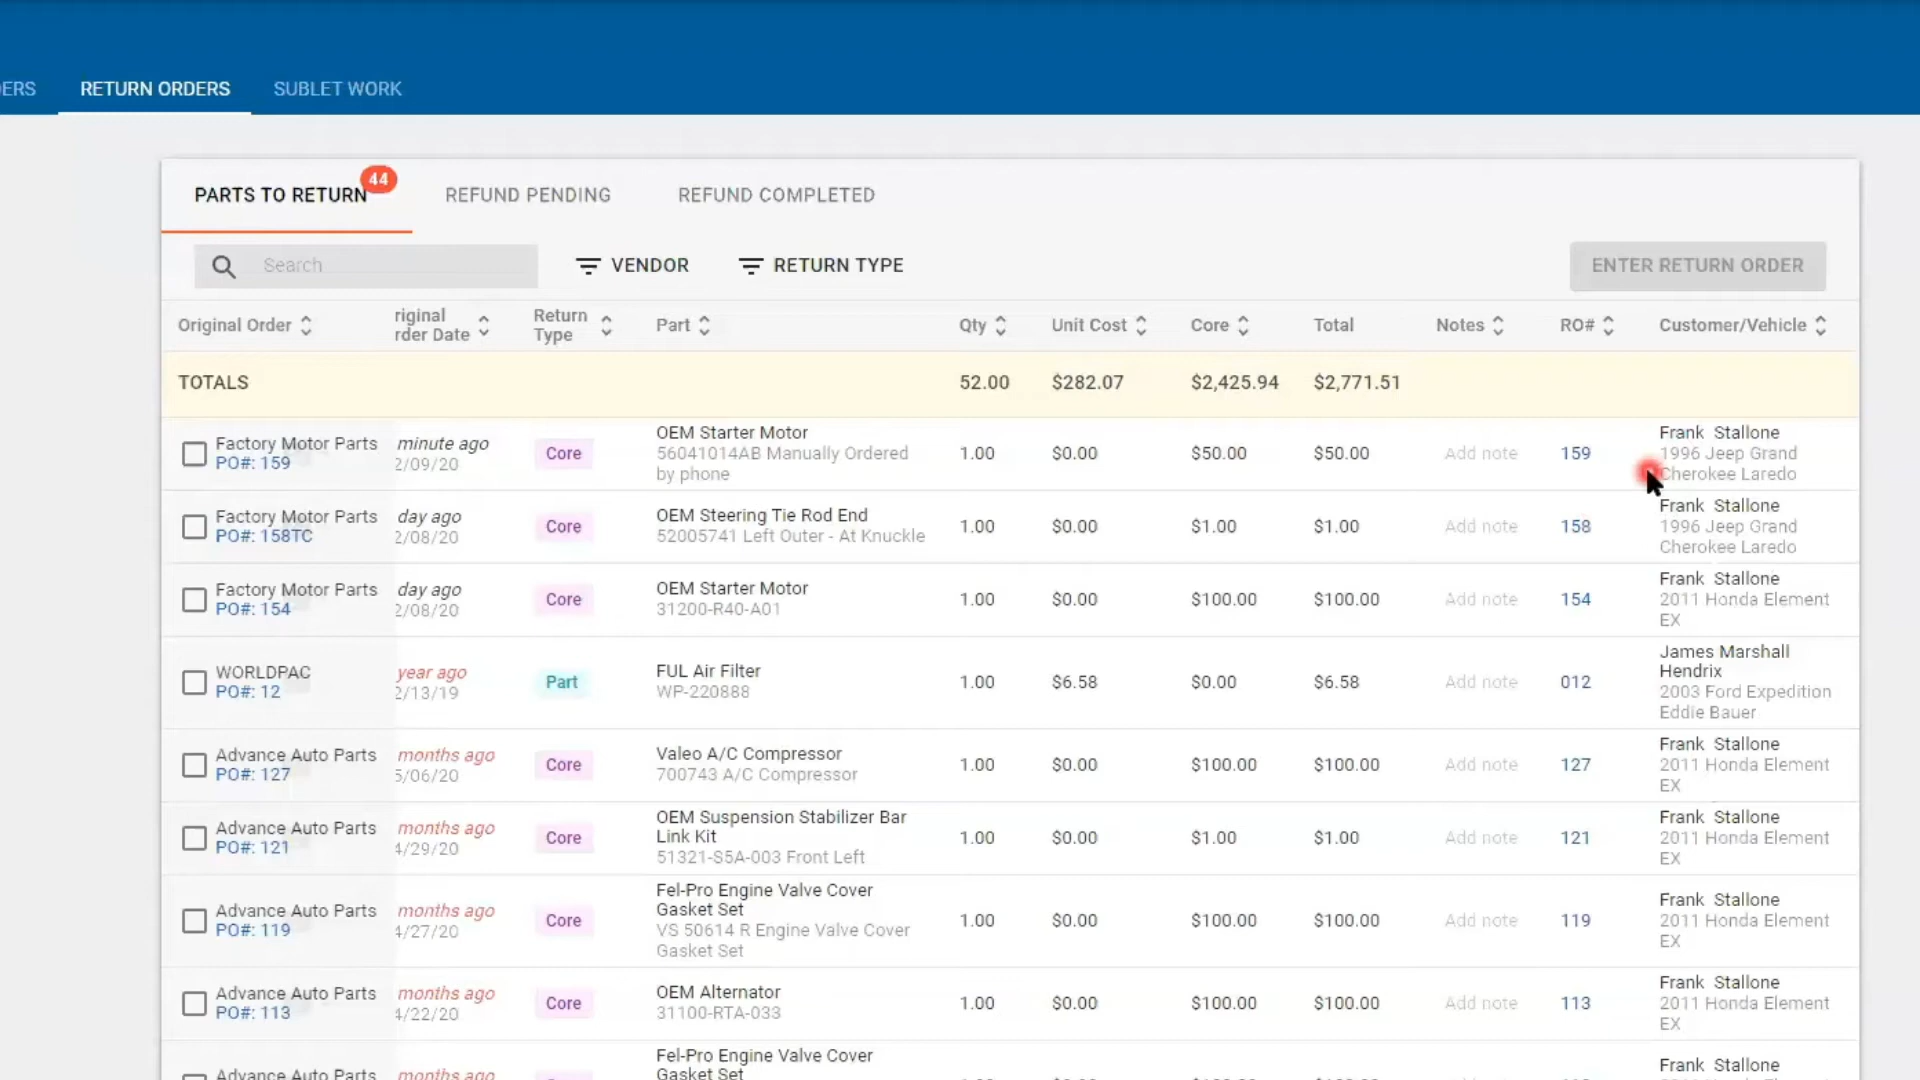 ERS RETURN ORDERS SUBLET WORK
PARTS TO RETURN 44 REFUND PENDING REFUND COMPLETED
Search VENDOR RETURN TYPE ENTER RETURN ORDER
Original Order
riginal
rder Date
Return
Type
Part
Qty
Unit Cost
Core
Total
Notes
RO#
Customer/Vehicle
TOTALS 52.00 $282.07 $2,425.94 $2,771.51
Factory Motor Parts
PO#: 159
minute ago
2/09/20
Core
OEM Starter Motor
56041014AB Manually Ordered
by phone
1.00 $0.00 $50.00 $50.00 Add note 159
Frank Stallone
1996 Jeep Grand
Cherokee Laredo
Factory Motor Parts
PO#: 158TC
day ago
2/08/20
Core
OEM Steering Tie Rod End
52005741 Left Outer - At Knuckle
1.00 $0.00 $1.00 $1.00 Add note 158
Frank Stallone
1996 Jeep Grand
Cherokee Laredo
Factory Motor Parts
PO#: 154
day ago
2/08/20
Core
OEM Starter Motor
31200-R40-A01
1.00 $0.00 $100.00 $100.00 Add note 154
Frank Stallone
2011 Honda Element
EX
WORLDPAC
PO#: 12
year ago
2/13/19
Part
FUL Air Filter
WP-220888
1.00 $6.58 $0.00 $6.58 Add note 012
James Marshall
Hendrix
2003 Ford Expedition
Eddie Bauer
Advance Auto Parts
PO#: 127
months ago
5/06/20
Core
Valeo A/C Compressor
700743 A/C Compressor
1.00 $0.00 $100.00 $100.00 Add note 127
Frank Stallone
2011 Honda Element
EX
Advance Auto Parts
PO#: 121
months ago
4/29/20
Core
OEM Suspension Stabilizer Bar
Link Kit
51321-S5A-003 Front Left
1.00 $0.00 $1.00 $1.00 Add note 121
Frank Stallone
2011 Honda Element
EX
Advance Auto Parts
PO#: 119
months ago
4/27/20
Core
Fel-Pro Engine Valve Cover
Gasket Set
VS 50614 R Engine Valve Cover
Gasket Set
1.00 $0.00 $100.00 $100.00 Add note 119
Frank Stallone
2011 Honda Element
EX
Advance Auto Parts
PO#: 113
months ago
4/22/20
Core
OEM Alternator
31100-RTA-033
1.00 $0.00 $100.00 $100.00 Add note 113
Frank Stallone
2011 Honda Element
EX
Advance Auto Parts
months ago
Fel-Pro Engine Valve Cover
Gasket Set
Frank Stallone